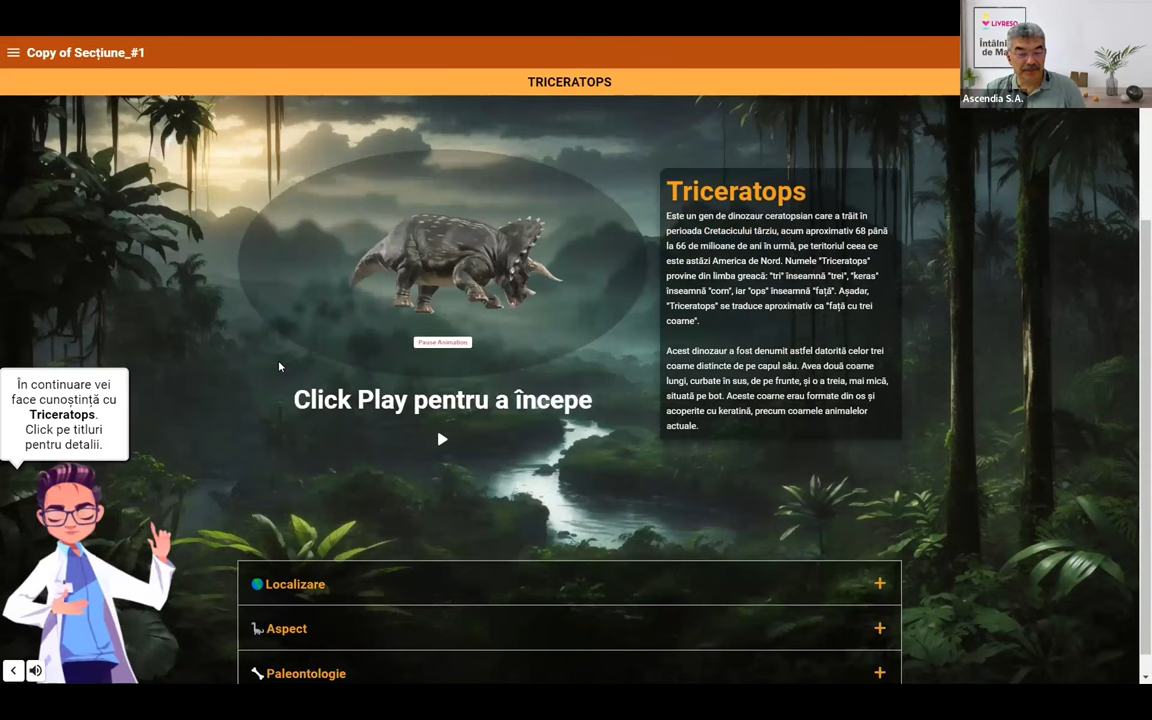 LIVRESQ
Întâlni
de Ma
Ascendia S.A.
Copy of Secțiune_#1
TRICERATOPS
Triceratops
Este un gen de dinozaur ceratopsian care a trăit în
perioada Cretacicului târziu, acum aproximativ 68 până
la 66 de milioane de ani în urmă, pe teritoriul ceea ce
este astăzi America de Nord. Numele "Triceratops"
provine din limba greacă: "tri" înseamnă "trei", "keras"
înseamnă "corn", iar "ops" înseamnă "față". Așadar,
"Triceratops" se traduce aproximativ ca "față cu trei
coarne".
Acest dinozaur a fost denumit astfel datorită celor trei
coarne distincte de pe capul său. Avea două coarne
lungi, curbate în sus, de pe frunte, și o a treia, mai mică,
situată pe bot. Aceste coarne erau formate din os și
acoperite cu keratină, precum coarnele animalelor
actuale.
Pause Animation
Click Play pentru a începe
În continuare vei
face cunoștință cu
Triceratops.
Click pe titluri
pentru detalii.
Localizare
Aspect
Paleontologie